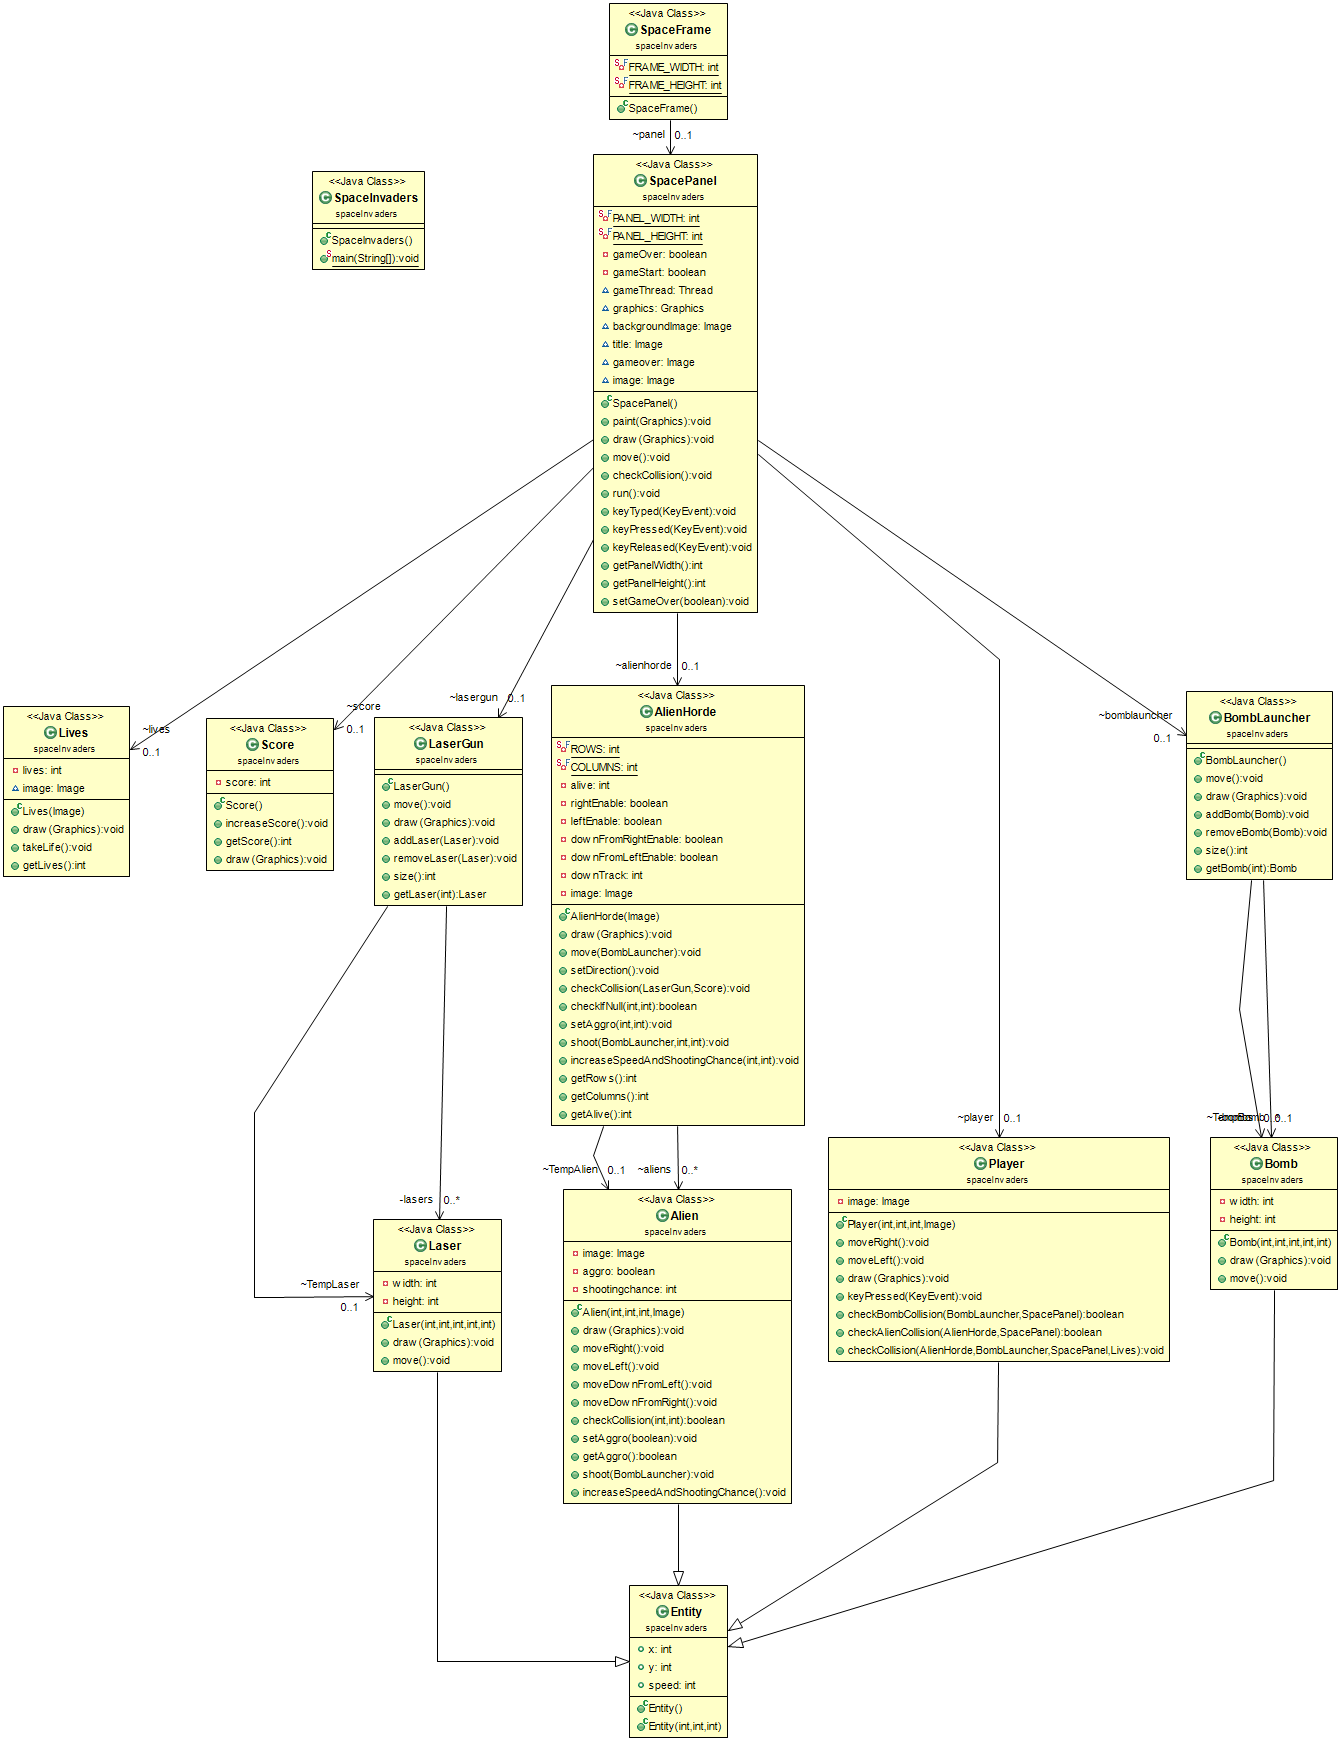 <<Java Class>>
SpaceFrame
spaceInvaders
FRAME_WIDTH: int
FRAME_HEIGHT: int
SpaceFrame()
~panel 0..1
<<Java Class>>
SpaceInvaders
spaceInvaders
SpaceInvaders()
main(String[]):void
<<Java Class>>
SpacePanel
spaceInvaders
PANEL_WIDTH: int
PANEL_HEIGHT: int
gameOver: boolean
gameStart: boolean
gameThread: Thread
graphics: Graphics
backgroundImage: Image
title: Image
gameover: Image
image: Image
SpacePanel()
paint(Graphics):void
draw(Graphics):void
move():void
checkCollision():void
run():void
keyTyped(KeyEvent):void
keyPressed(KeyEvent):void
keyReleased(KeyEvent):void
getPanelWidth():int
getPanelHeight():int
setGameOver(boolean):void
~lives
0..1
~score
0..1
~lasergun 0..1
~alienhorde 0..1
~bomblauncher
0..1
<<Java Class>>
Lives
spaceInvaders
lives: int
image: Image
Lives(Image)
draw(Graphics):void
takeLife():void
getLives():int
<<Java Class>>
Score
spaceInvaders
score: int
Score()
increaseScore():void
getScore():int
draw(Graphics):void
<<Java Class>>
LaserGun
spaceInvaders
LaserGun()
move():void
draw(Graphics):void
addLaser(Laser):void
removeLaser(Laser):void
size():int
getLaser(int):Laser
<<Java Class>>
AlienHorde
spaceInvaders
ROWS: int
COLUMNS: int
alive: int
rightEnable: boolean
leftEnable: boolean
downFromRightEnable: boolean
downFromLeftEnable: boolean
downTrack: int
image: Image
AlienHorde(Image)
draw(Graphics):void
move(BombLauncher):void
setDirection():void
checkCollision(LaserGun,Score):void
checkIfNull(int,int):boolean
setAggro(int,int):void
shoot(BombLauncher,int,int):void
increaseSpeedAndShootingChance(int,int):void
getRows():int
getColumns():int
getAlive():int
<<Java Class>>
BombLauncher
spaceInvaders
BombLauncher()
move():void
draw(Graphics):void
addBomb(Bomb):void
removeBomb(Bomb):void
size():int
getBomb(int):Bomb
~TempLaser
0..1
-lasers 0..*
~TempAlien 0..1
~aliens 0..*
~player 0..1
<<Java Class>>
Laser
spaceInvaders
width: int
height: int
Laser(int,int,int,int,int)
draw(Graphics):void
move():void
<<Java Class>>
Alien
spaceInvaders
image: Image
aggro: boolean
shootingchance: int
Alien(int,int,int,Image)
draw(Graphics):void
moveRight():void
moveLeft():void
moveDownFromLeft():void
moveDownFromRight():void
checkCollision(int,int):boolean
setAggro(boolean):void
getAggro():boolean
shoot(BombLauncher):void
increaseSpeedAndShootingChance():void
<<Java Class>>
Player
spaceInvaders
image: Image
Player(int,int,int,Image)
moveRight():void
moveLeft():void
draw(Graphics):void
keyPressed(KeyEvent):void
checkBombCollision(BombLauncher,SpacePanel):boolean
checkAlienCollision(AlienHorde,SpacePanel):boolean
checkCollision(AlienHorde,BombLauncher,SpacePanel,Lives):void
<<Java Class>>
Bomb
spaceInvaders
width: int
height: int
Bomb(int,int,int,int,int)
draw(Graphics):void
move():void
<<Java Class>>
Entity
spaceInvaders
x: int
y: int
speed: int
Entity()
Entity(int,int,int)